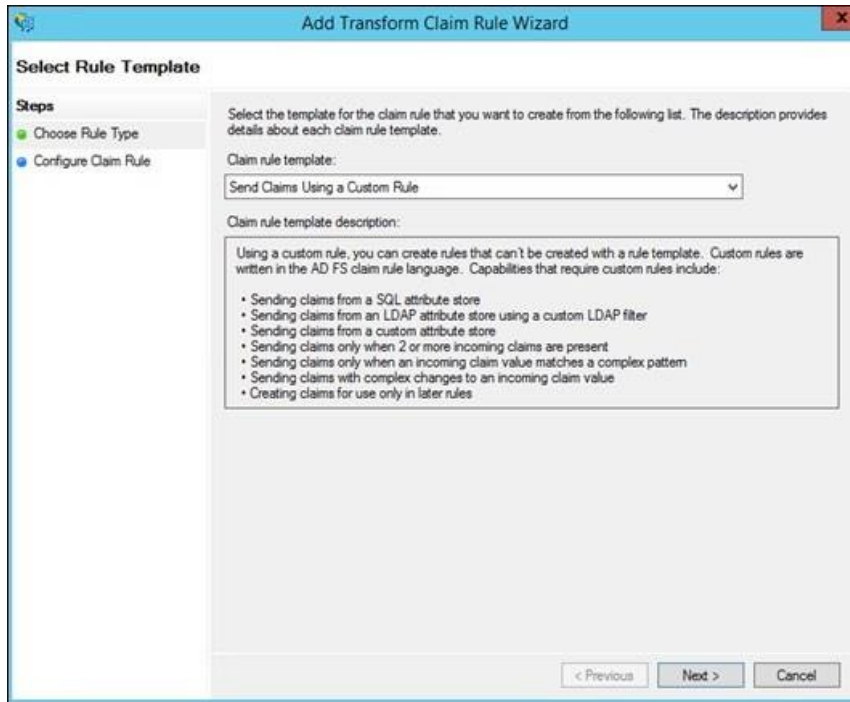 Add Transform Claim Rule Wizard
X
Select Rule Template
Steps
Choose Rule Type
Configure Claim Rule
Select the template for the claim rule that you want to create from the following list. The description provides
details about each claim rule template.
Claim rule template:
Send Claims Using a Custom Rule
Claim rule template description:
Using a custom rule, you can create rules that can't be created with a rule template. Custom rules are
written in the AD FS claim rule language. Capabilities that require custom rules include:
• Sending claims from a SQL attribute store
• Sending claims from an LDAP attribute store using a custom LDAP filter
• Sending claims from a custom attribute store
• Sending claims only when 2 or more incoming claims are present
• Sending claims only when an incoming claim value matches a complex pattern
• Sending claims with complex changes to an incoming claim value
• Creating claims for use only in later rules
< Previous
Next >
Cancel